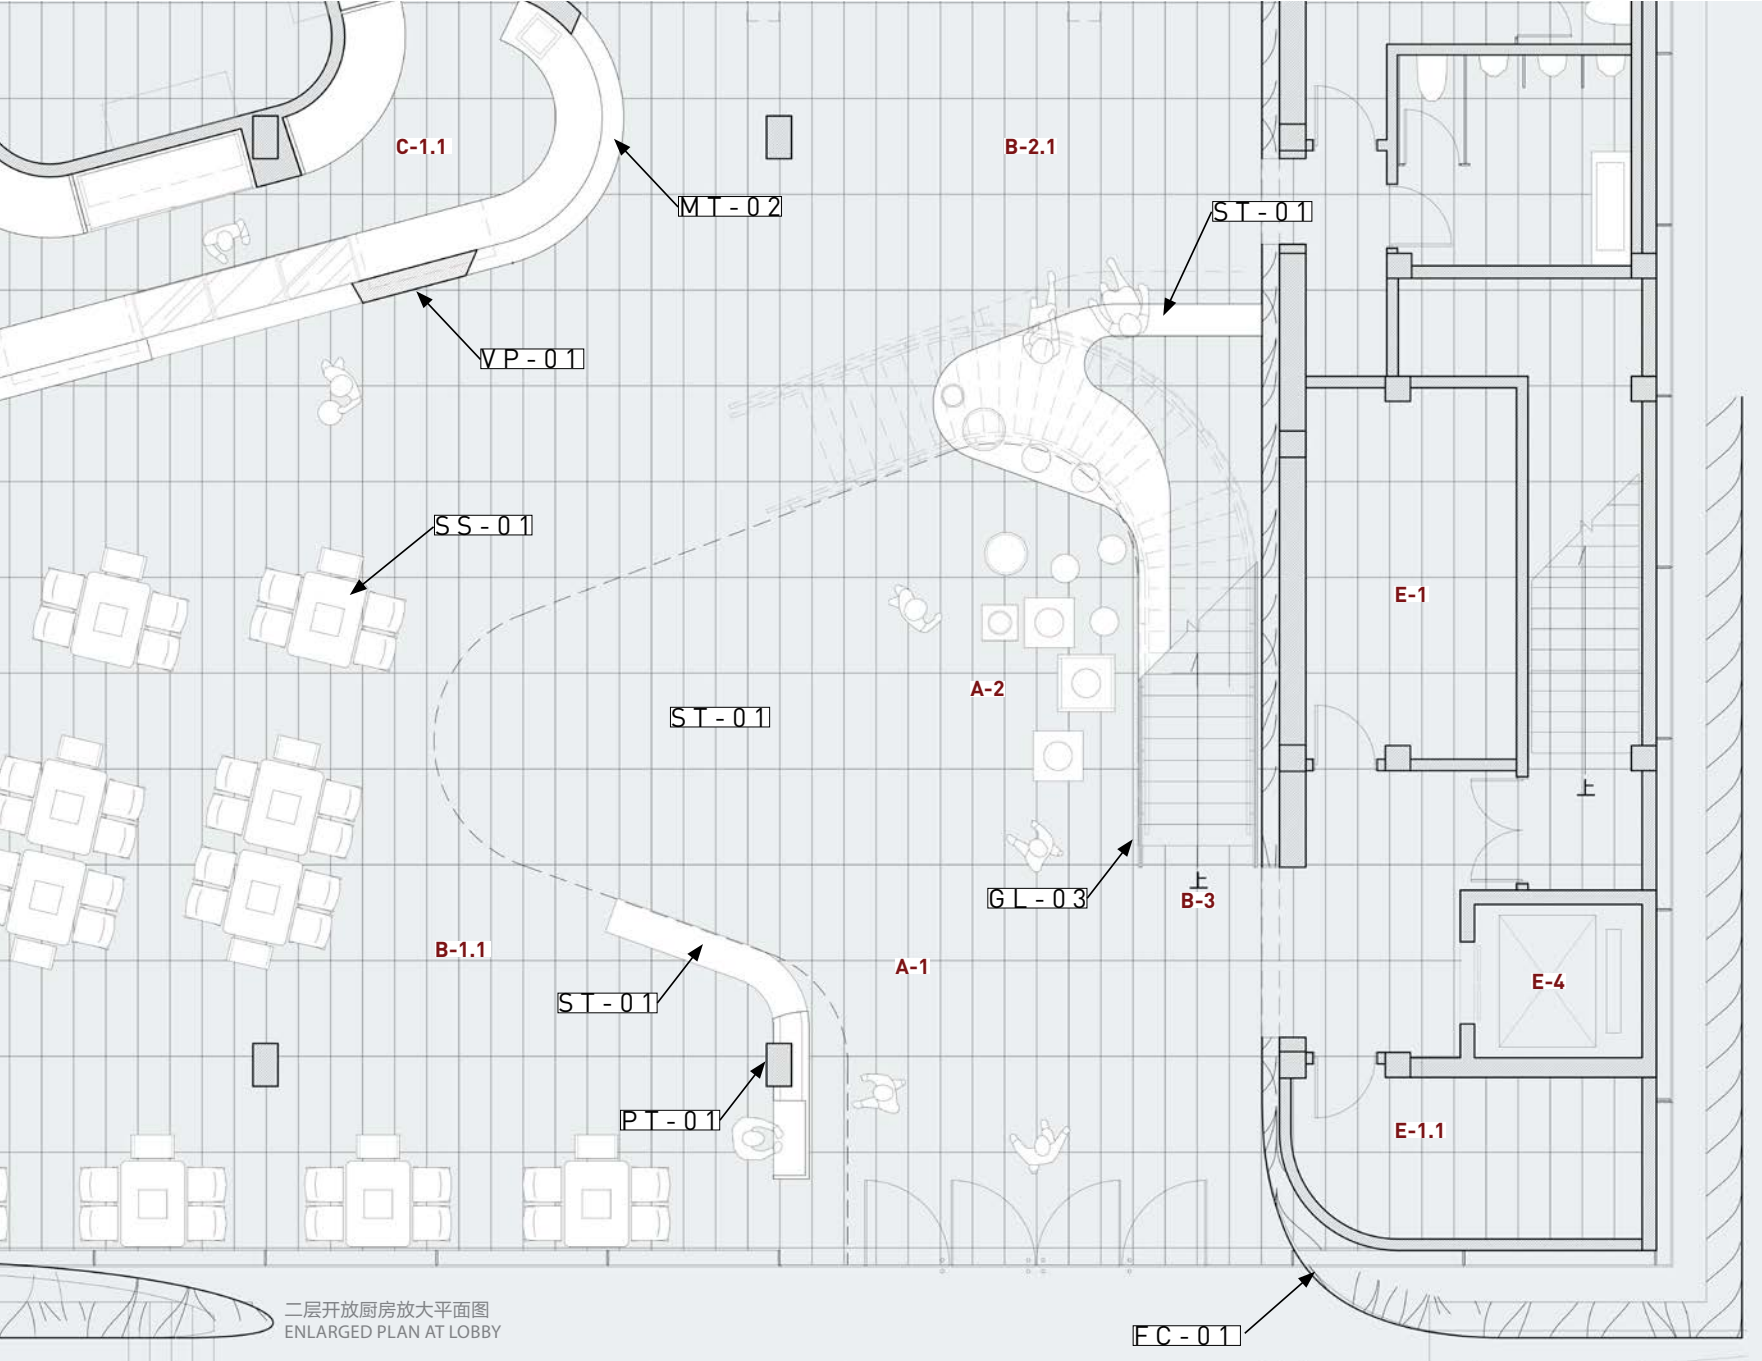 C-1.1
B-2.1
MT-02
ST-01
VP-01
SS-01
E-1
A-2
ST-01
上
上
GL-03
B-3
B-1.1
A-1
E-4
ST-01
PT-01
E-1.1
二层开放厨房放大平面图
ENLARGED PLAN AT LOBBY
FC-01